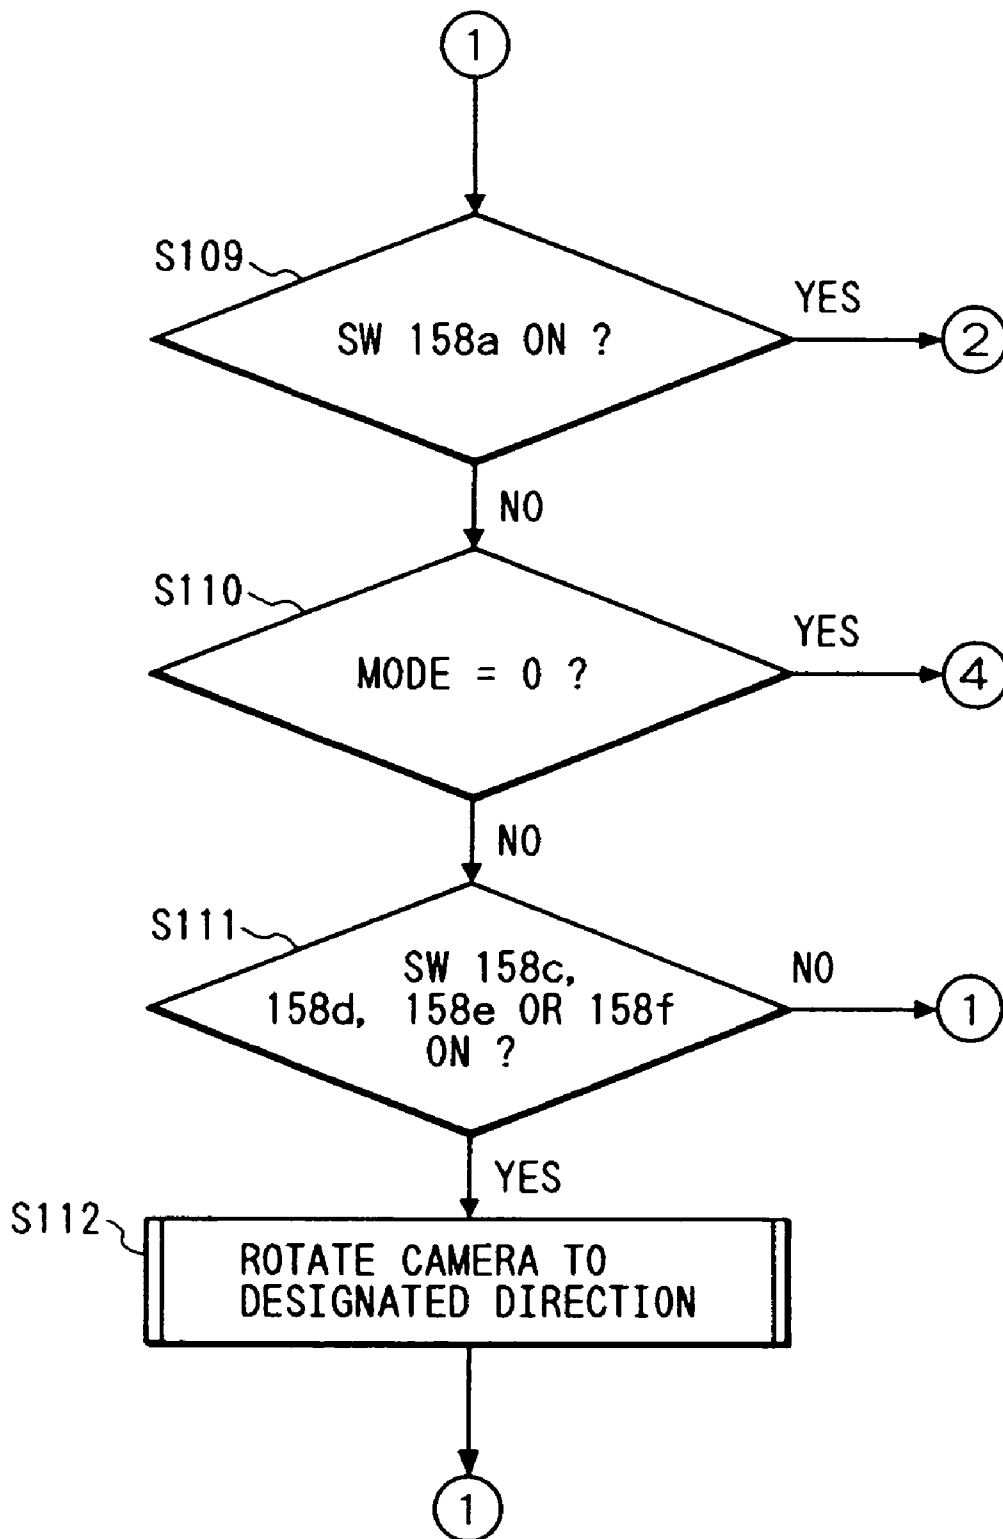 1
S109
SW 158a ON ?
YES
2
NO
S110
MODE = 0 ?
YES
4
NO
S111
SW 158c,
158d, 158e OR 158f
ON ?
NO
1
YES
S112
ROTATE CAMERA TO
DESIGNATED DIRECTION
1